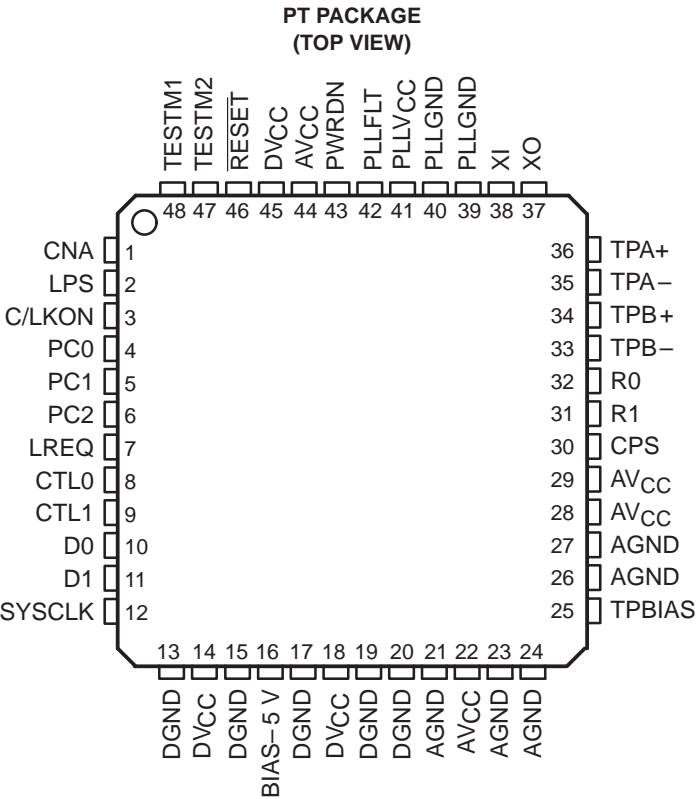 PT PACKAGE
(TOP VIEW)
TESTM1
TESTM2
RESET
DVCC
AVCC
PWRDN
PLLFLT
PLLVCC
PLLGND
PLLGND
XI
XO
48 47 46 45 44 43 42 41 40 39 38 37
CNA 1
LPS 2
C/LKON 3
PC0 4
PC1 5
PC2 6
LREQ 7
CTL0 8
CTL1 9
D0 10
D1 11
SYSCLK 12
36 TPA+
35 TPA–
34 TPB+
33 TPB–
32 R0
31 R1
30 CPS
29 AVCC
28 AVCC
27 AGND
26 AGND
25 TPBIAS
13 14 15 16 17 18 19 20 21 22 23 24
DGND
DVCC
DGND
BIAS–5 V
DGND
DVCC
DGND
DGND
AGND
AVCC
AGND
AGND